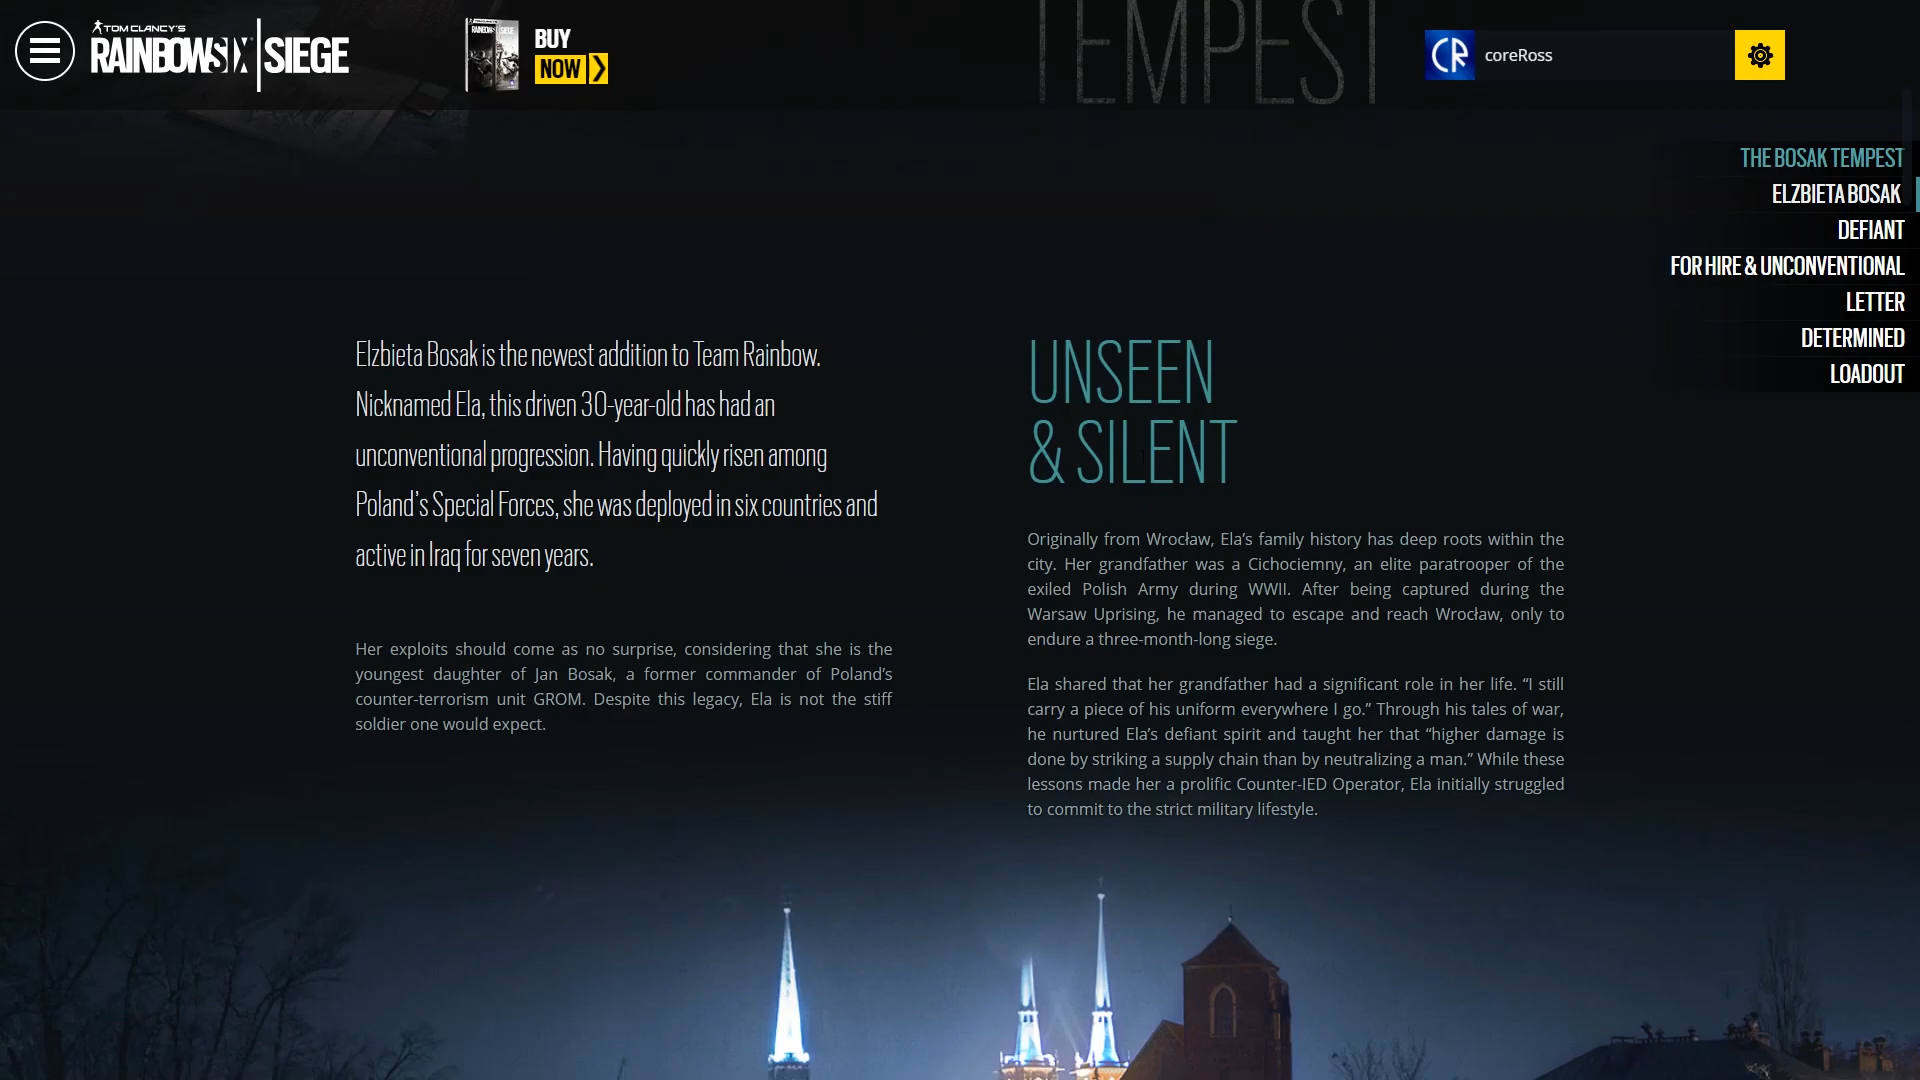 TOM CLANCY'S
RAINBOWSIX SIEGE
BUY
NOW
TEMPEST
CR
coreRoss
THE BOSAK TEMPEST
ELZBIETA BOSAK
DEFIANT
FOR HIRE & UNCONVENTIONAL
LETTER
DETERMINED
LOADOUT
Elzbieta Bosak is the newest addition to Team Rainbow.
Nicknamed Ela, this driven 30-year-old has had an
unconventional progression. Having quickly risen among
Poland’s Special Forces, she was deployed in six countries and
active in Iraq for seven years.
Her exploits should come as no surprise, considering that she is the
youngest daughter of Jan Bosak, a former commander of Poland’s
counter-terrorism unit GROM. Despite this legacy, Ela is not the stiff
soldier one would expect.
UNSEEN
& SILENT
Originally from Wrocław, Ela’s family history has deep roots within the
city. Her grandfather was a Cichociemny, an elite paratrooper of the
exiled Polish Army during WWII. After being captured during the
Warsaw Uprising, he managed to escape and reach Wrocław, only to
endure a three-month-long siege.
Ela shared that her grandfather had a significant role in her life. “I still
carry a piece of his uniform everywhere I go.” Through his tales of war,
he nurtured Ela’s defiant spirit and taught her that “higher damage is
done by striking a supply chain than by neutralizing a man.” While these
lessons made her a prolific Counter-IED Operator, Ela initially struggled
to commit to the strict military lifestyle.